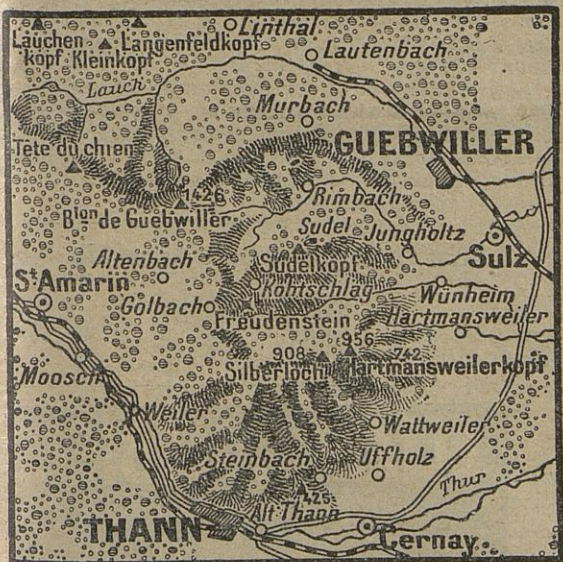 Linthal
Lauchen
kopf
Kleinkopf
Langenfeldkopf
Lautenbach
Lauch
Murbach
GUEBWILLER
Tête du chien
1426
Blgn de Guebwiller
Rimbach
Sudel
Jungholtz
Sulz
Altenbach
Sudelkopf
St Amarin
Kohlschlag
Wünheim
Golbach
Freudenstein
Hartmansweiler
908
956
742
Moosch
Silberloch
Hartmansweilerkopf
Weiler
Wattweiler
Steinbach
Uffholz
425
Thur
Alt Thann
THANN
Cernay